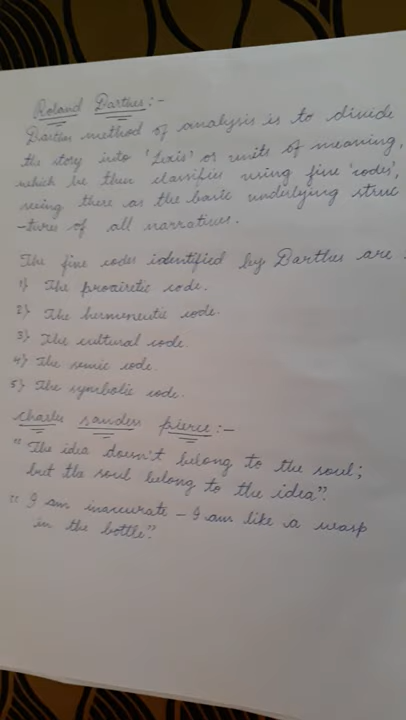 Roland Barthes:-
Barthes method of analysis is to divide
the story into 'Lexis' or units of meaning,
which he then classifies using five 'codes',
seeing there as the basic underlying struc
-tures of all narratives.
The five codes identified by Barthes are.
1) The proairetic code.
2) The hermeneutic code.
3) The cultural code.
4) The semic code.
5) The symbolic code.
Charles sanders pierce:-
"The idea doesn't belong to the soul;
but the soul belong to the idea".
"I am inaccurate - I am like a wasp
in the bottle".